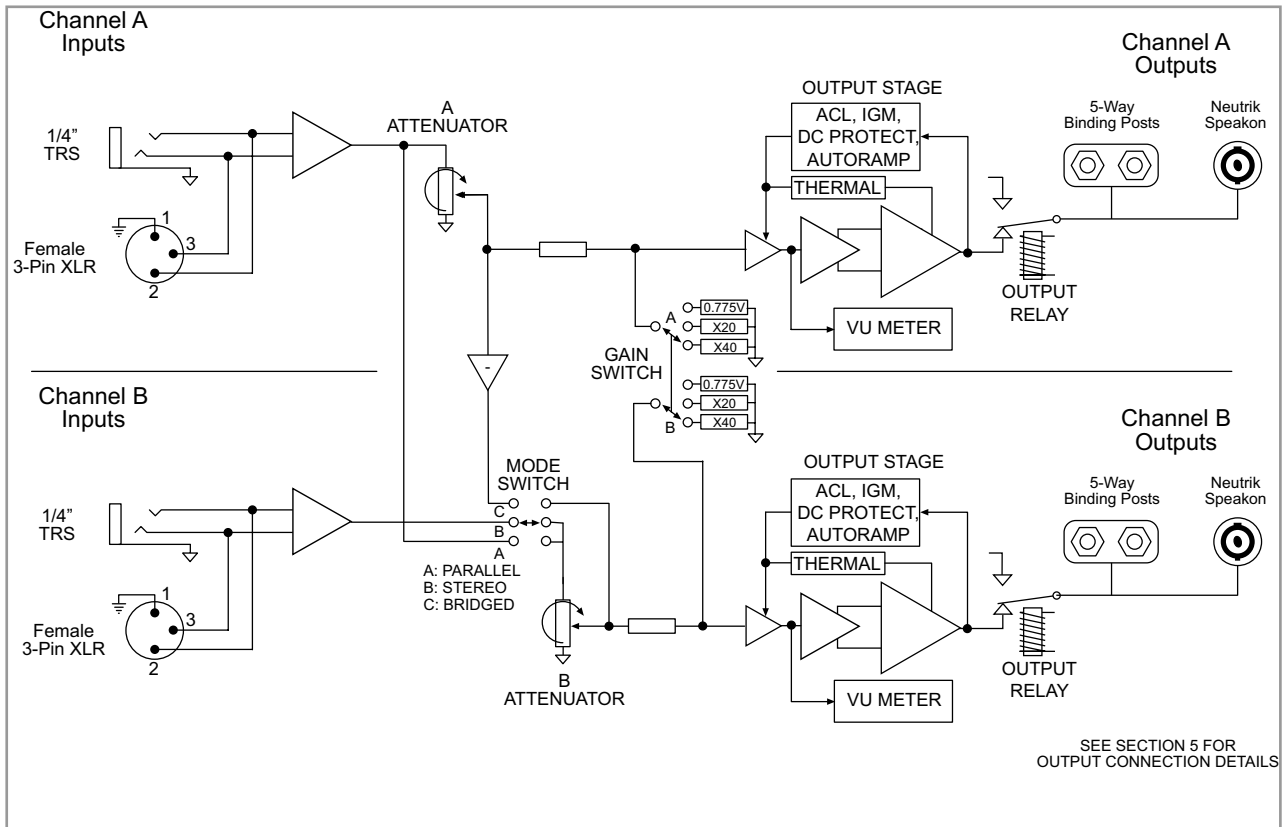 Channel A
Inputs
1/4”
TRS
Female
3-Pin XLR
1
3
2
A
ATTENUATOR
OUTPUT STAGE
ACL, IGM,
DC PROTECT,
AUTORAMP
THERMAL
VU METER
Channel A
Outputs
5-Way
Binding Posts
Neutrik
Speakon
OUTPUT
RELAY
GAIN
SWITCH
A
0.775V
X20
X40
0.775V
X20
X40
B
-
Channel B
Inputs
1/4”
TRS
Female
3-Pin XLR
1
3
2
MODE
SWITCH
C
B
A
A: PARALLEL
B: STEREO
C: BRIDGED
B
ATTENUATOR
OUTPUT STAGE
ACL, IGM,
DC PROTECT,
AUTORAMP
THERMAL
VU METER
Channel B
Outputs
5-Way
Binding Posts
Neutrik
Speakon
OUTPUT
RELAY
SEE SECTION 5 FOR
OUTPUT CONNECTION DETAILS